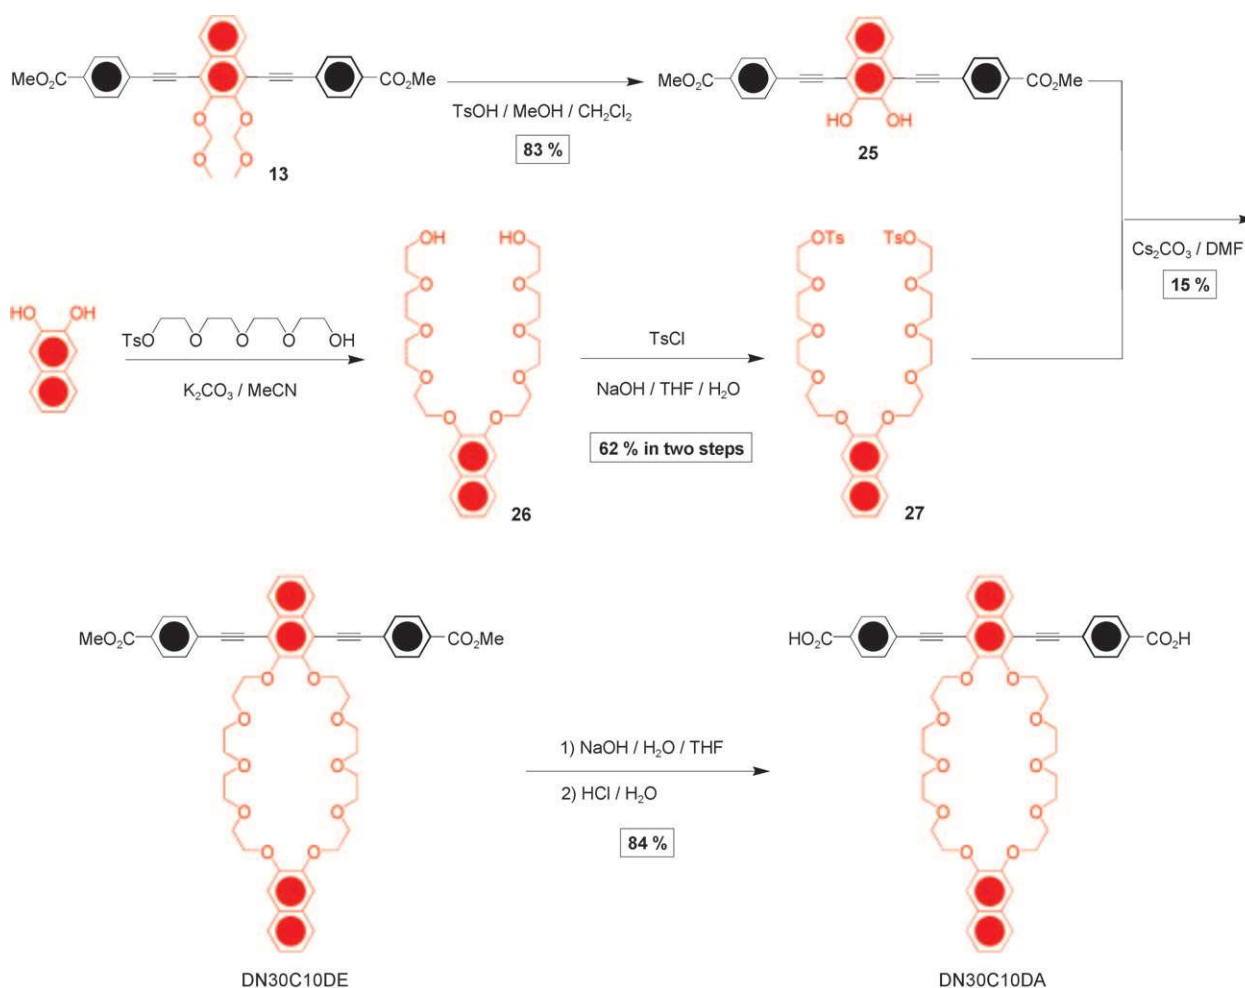 MeO₂C
CO₂Me
O O
O O
13
TsOH / MeOH / CH₂Cl₂
83 %
MeO₂C
CO₂Me
HO OH
25
Cs₂CO₃ / DMF
15 %
HO OH
TsO O O O OH
K₂CO₃ / MeCN
OH HO
O O
O O
O O
O O
26
TsCl
NaOH / THF / H₂O
62 % in two steps
OTs TsO
O O
O O
O O
O O
27
MeO₂C
CO₂Me
O O
O O
O O
O O
O O
DN30C10DE
1) NaOH / H₂O / THF
2) HCl / H₂O
84 %
HO₂C
CO₂H
O O
O O
O O
O O
O O
DN30C10DA